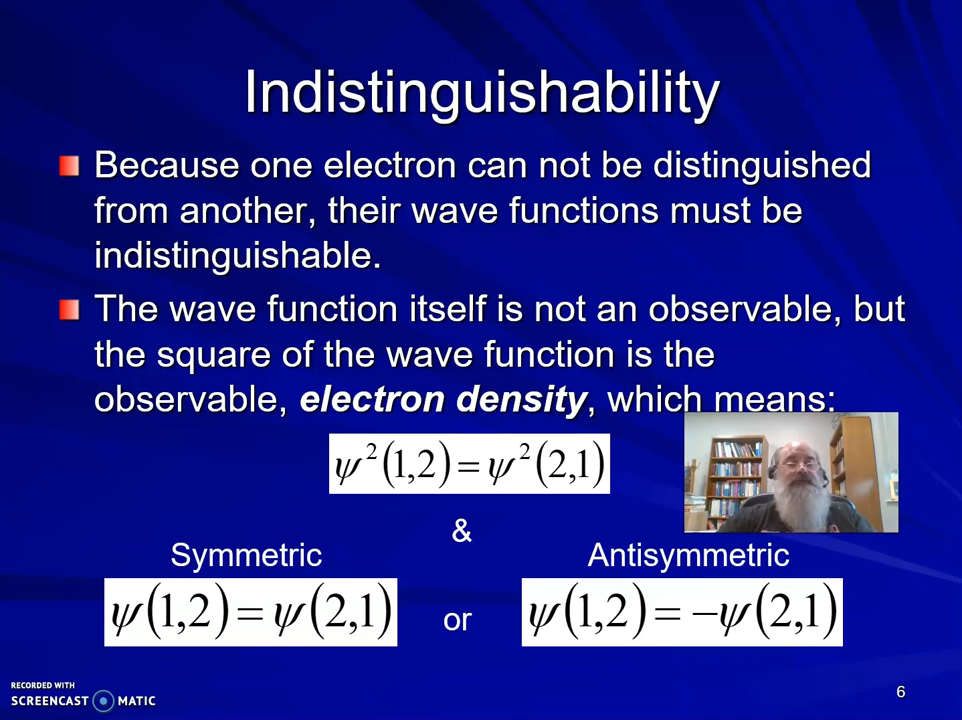 Indistinguishability
Because one electron can not be distinguished
from another, their wave functions must be
indistinguishable.
The wave function itself is not an observable, but
the square of the wave function is the
observable, electron density, which means:
ψ²(1,2) = ψ²(2,1)
&
Symmetric
Antisymmetric
ψ(1,2) = ψ(2,1)
or
ψ(1,2) = −ψ(2,1)
RECORDED WITH
SCREENCAST MATIC
6